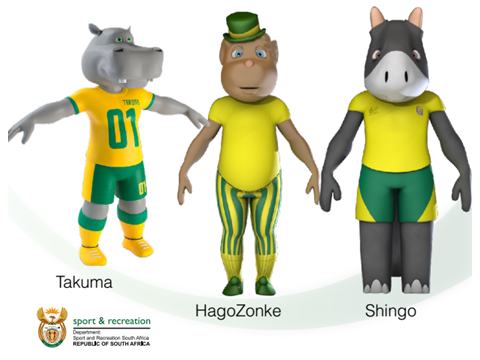 TAKUMA
01
01
Takuma
HagoZonke
Shingo
sport & recreation
Department:
Sport and Recreation South Africa
REPUBLIC OF SOUTH AFRICA